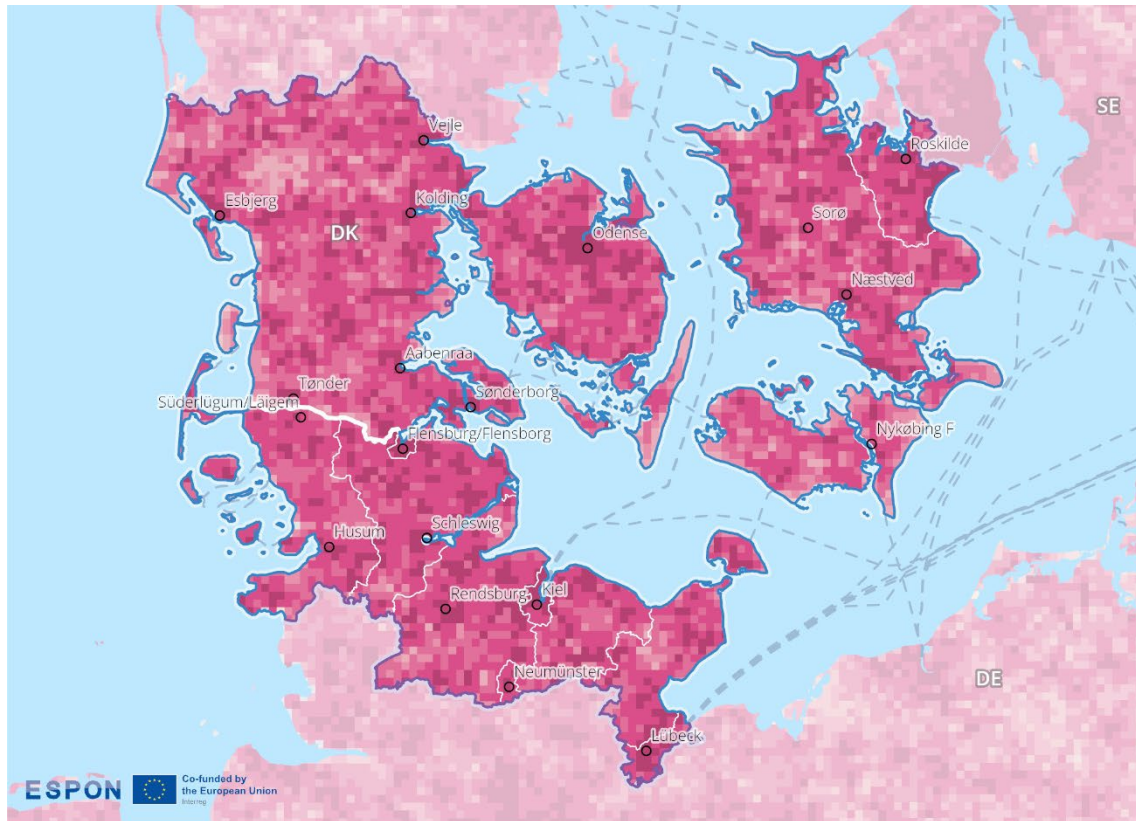 SE
Vejle
Roskilde
Esbjerg
Kolding
Sorø
DK
Odense
Næstved
Aabenraa
Tønder
Sønderborg
Süderlügum/Läigem
Flensburg/Flensborg
Nykøbing F
Schleswig
Husum
Rendsburg
Kiel
Neumünster
DE
Lübeck
ESPON
Co-funded by
the European Union
Interreg